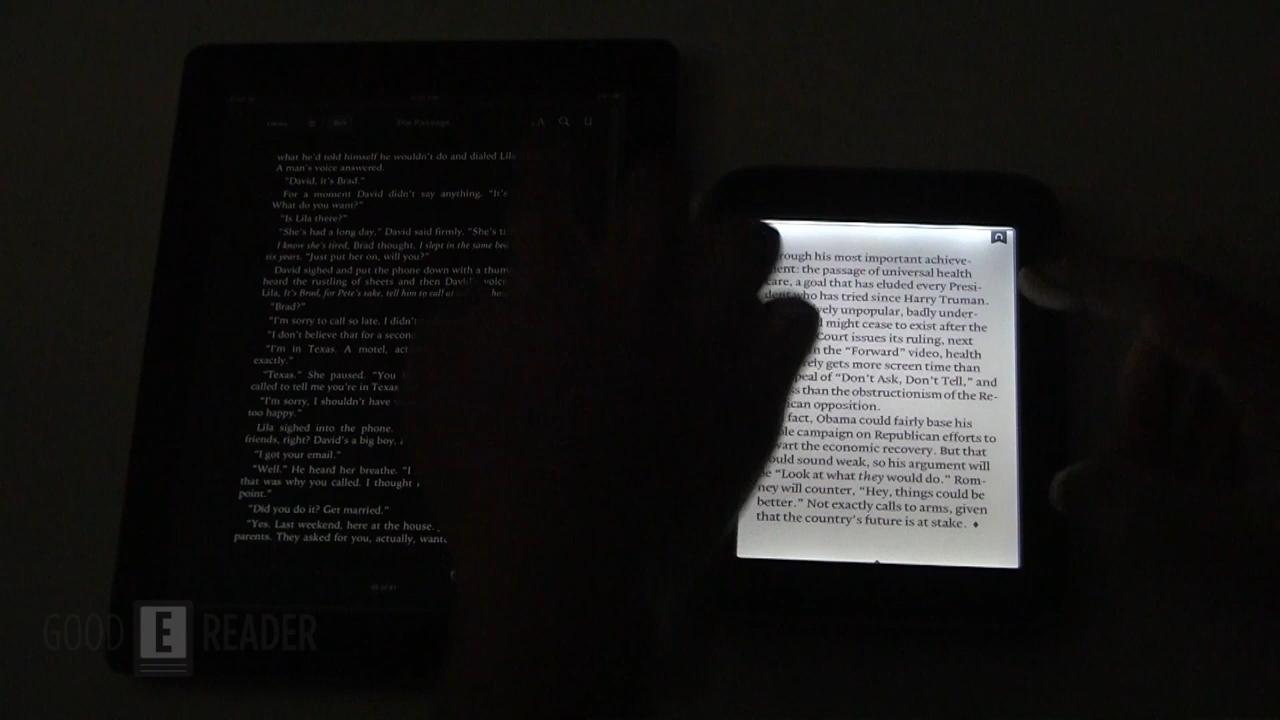 The Passage
what he'd told himself he wouldn't do and dialed Lila
A man's voice answered.
"David, it's Brad."
For a moment David didn't say anything. "It's
What do you want?"
"Is Lila there?"
"She's had a long day," David said firmly. "She's
I know she's tired, Brad thought. I slept in the same
six years. "Just put her on, will you?"
David sighed and put the phone down with a
heard the rustling of sheets and then
Lila, It's Brad, for Pete's sake, tell him to call at
"Brad?"
"I'm sorry to call so late, I didn't
"I don't believe that for a
"I'm in Texas. A motel,
exactly."
"Texas." She paused. "You
called to tell me you're in Texas
"I'm sorry, I shouldn't have
too happy."
Lila sighed into the phone.
friends, right? David's a big boy.
"I got your email."
"Well." He heard her breathe. "I
that was why you called. I thought
point."
"Did you do it? Get married."
"Yes. Last weekend, here at the house.
parents. They asked for you, actually,
rough his most important achieve-
ent: the passage of universal health
care, a goal that has eluded every Presi-
dent who has tried since Harry Truman.
vely unpopular, badly under-
might cease to exist after the
Court issues its ruling, next
n the "Forward" video, health
rely gets more screen time than
peal of "Don't Ask, Don't Tell," and
s than the obstructionism of the Re-
ican opposition.
fact, Obama could fairly base his
le campaign on Republican efforts to
wart the economic recovery. But that
ould sound weak, so his argument will
e "Look at what they would do." Rom-
ney will counter, "Hey, things could be
better." Not exactly calls to arms, given
that the country's future is at stake. ♦
GOOD E READER